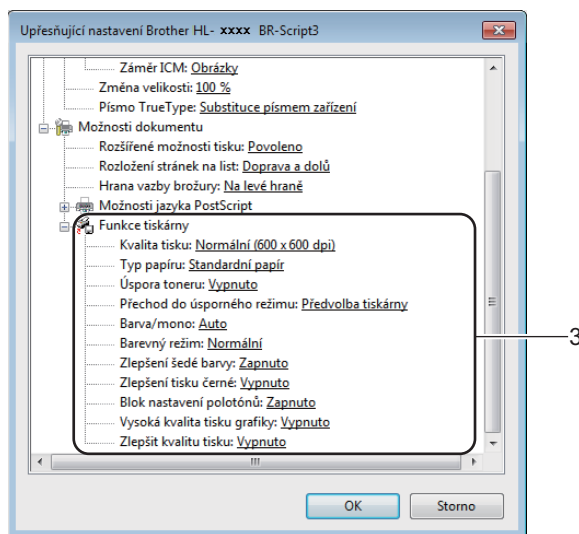 Upřesňující nastavení Brother HL- xxxx BR-Script3
Záměr ICM: Obrázky
Změna velikosti: 100 %
Písmo TrueType: Substituce písmem zařízení
Možnosti dokumentu
Rozšířené možnosti tisku: Povoleno
Rozložení stránek na list: Doprava a dolů
Hrana vazby brožury: Na levé hraně
Možnosti jazyka PostScript
Funkce tiskárny
Kvalita tisku: Normální (600 x 600 dpi)
Typ papíru: Standardní papír
Úspora toneru: Vypnuto
Přechod do úsporného režimu: Předvolba tiskárny
Barva/mono: Auto
Barevný režim: Normální
Zlepšení šedé barvy: Zapnuto
Zlepšení tisku černé: Vypnuto
Blok nastavení polotónů: Zapnuto
Vysoká kvalita tisku grafiky: Vypnuto
Zlepšit kvalitu tisku: Vypnuto
3
OK Storno